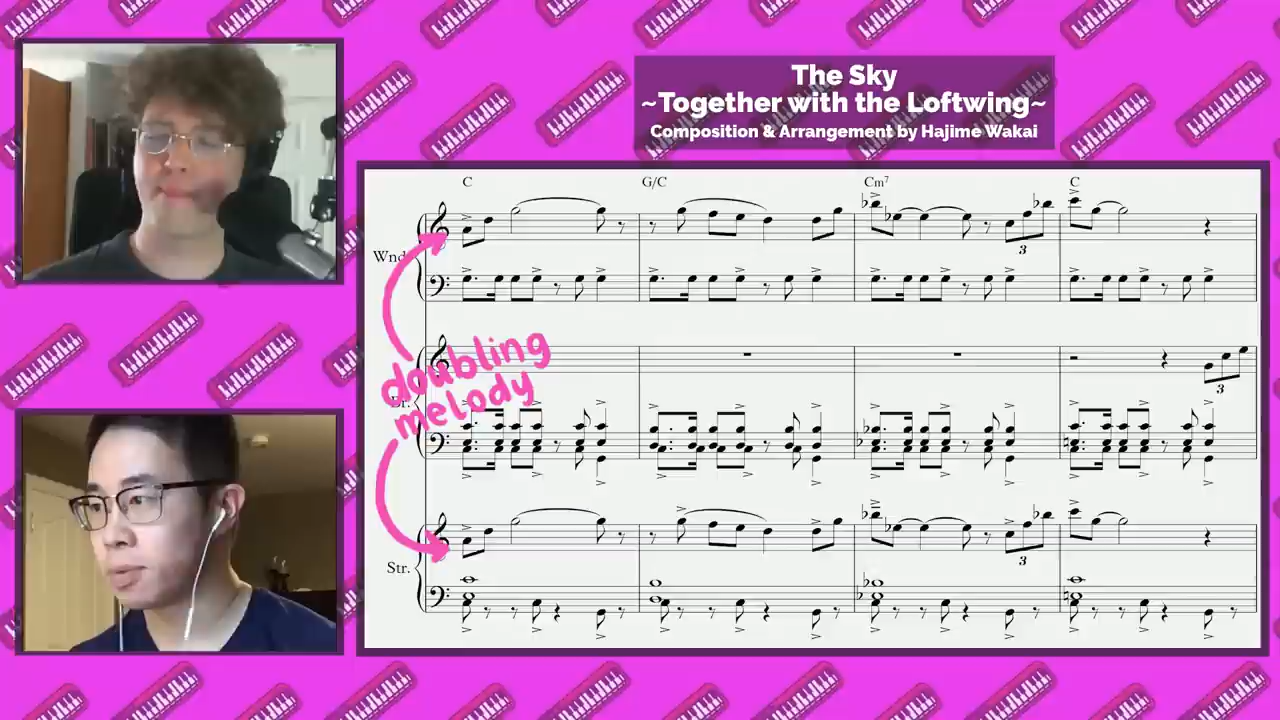 The Sky
~Together with the Loftwing~
Composition & Arrangement by Hajime Wakai
C G/C Cm7 C
Wnd
3
doubling
melody
3
Str.
3